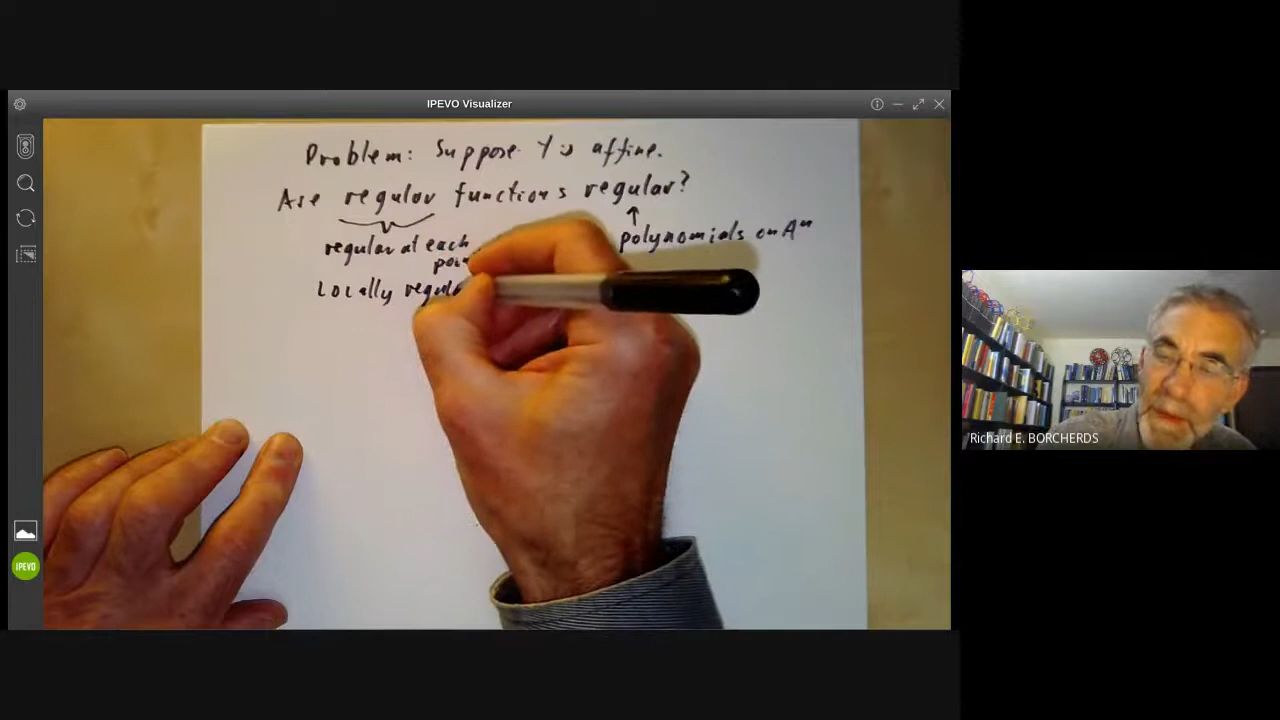 IPEVO Visualizer
Problem: Suppose Y is affine.
Are regular functions regular?
regular at each
polynomials on Aⁿ
Locally
Richard E. BORCHERDS
IPEVO